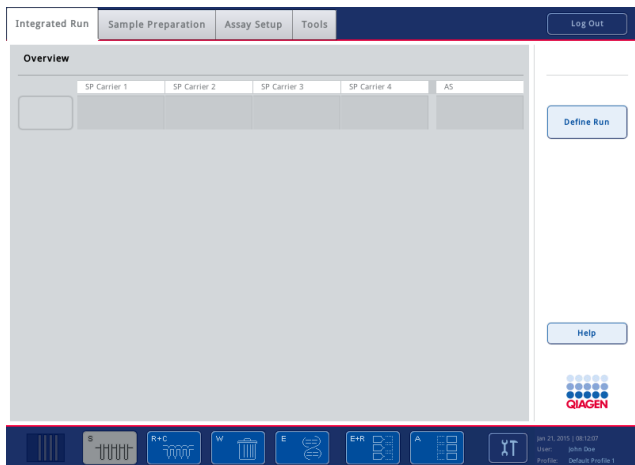 Integrated Run Sample Preparation Assay Setup Tools Log Out
Overview
SP Carrier 1 SP Carrier 2 SP Carrier 3 SP Carrier 4 AS
Define Run
Help
QIAGEN
S R+C W E E+R A
Jan 21, 2015 | 08:12:07
User: John Doe
Profile: Default Profile 1